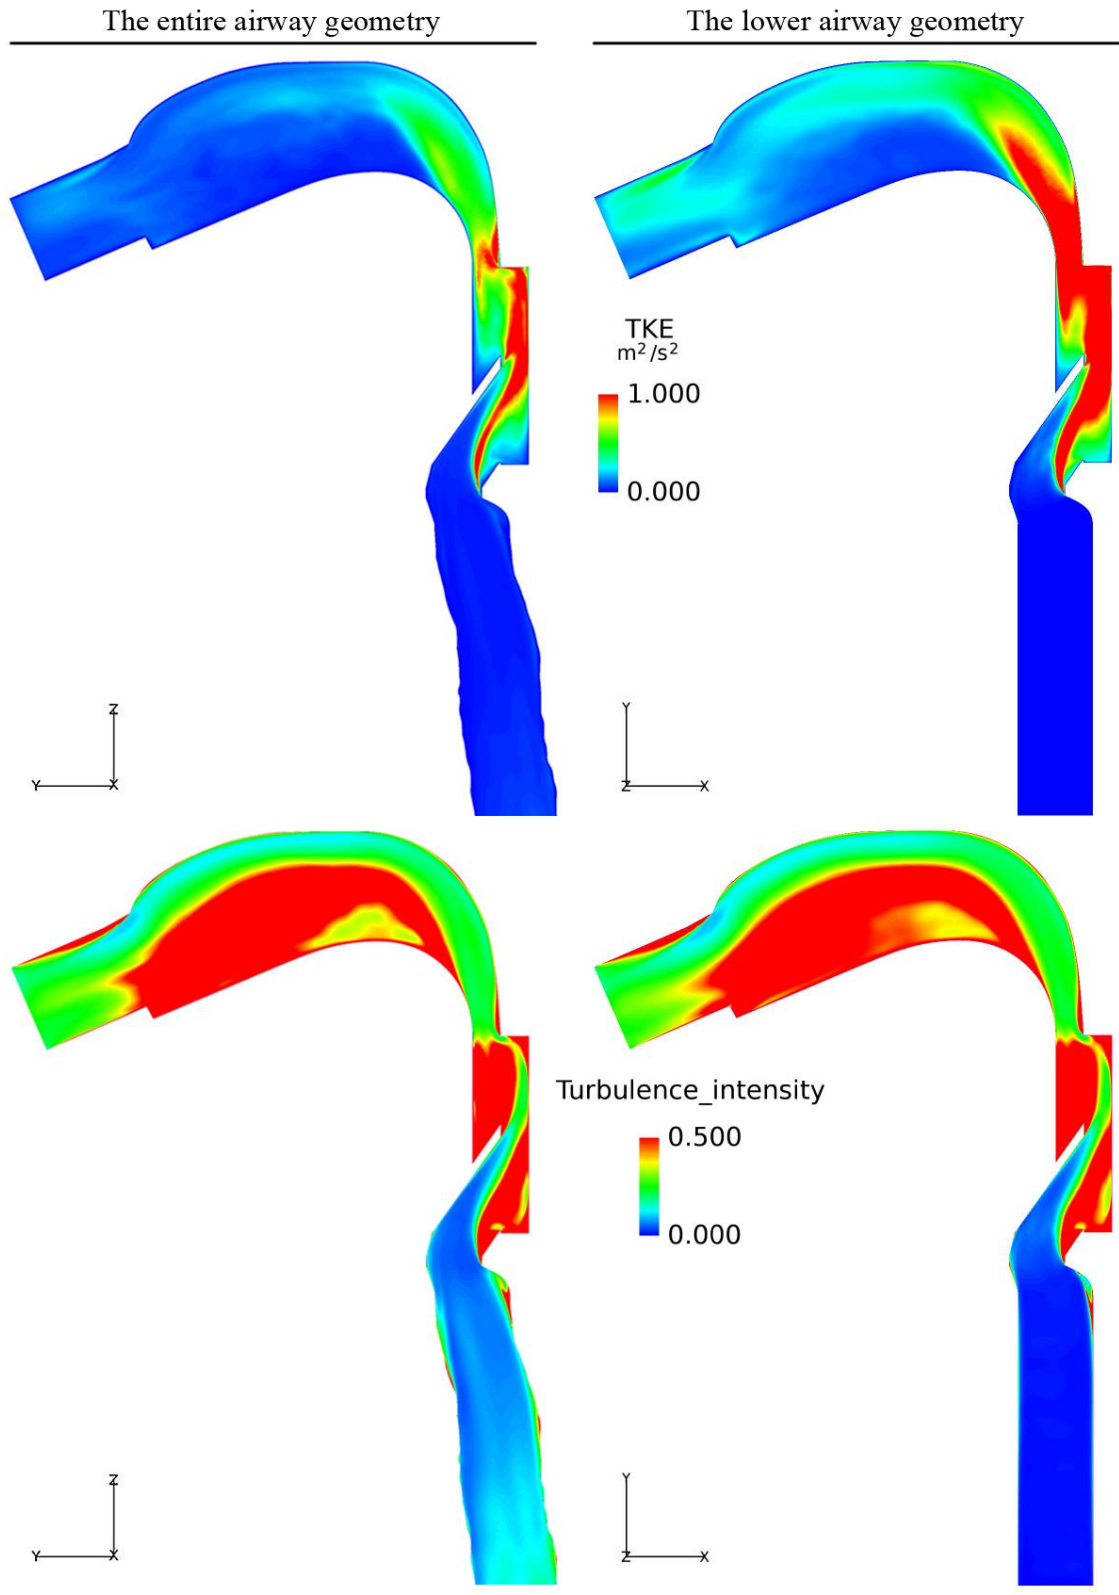 The entire airway geometry
The lower airway geometry
TKE
m²/s²
1.000
0.000
Z
Y
X
Y
Z
X
Turbulence_intensity
0.500
0.000
Z
Y
X
Y
Z
X